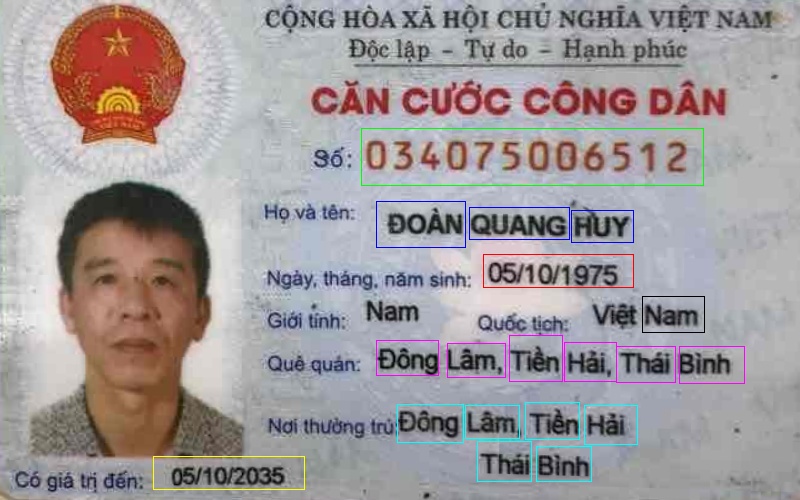 CỘNG HÒA XÃ HỘI CHỦ NGHĨA VIỆT NAM
Độc lập - Tự do - Hạnh phúc
CĂN CƯỚC CÔNG DÂN
Số: 034075006512
Họ và tên: ĐOÀN QUANG HUY
Ngày, tháng, năm sinh: 05/10/1975
Giới tính: Nam Quốc tịch: Việt Nam
Quê quán: Đông Lâm, Tiền Hải, Thái Bình
Nơi thường trú: Đông Lâm, Tiền Hải
Thái Bình
Có giá trị đến: 05/10/2035